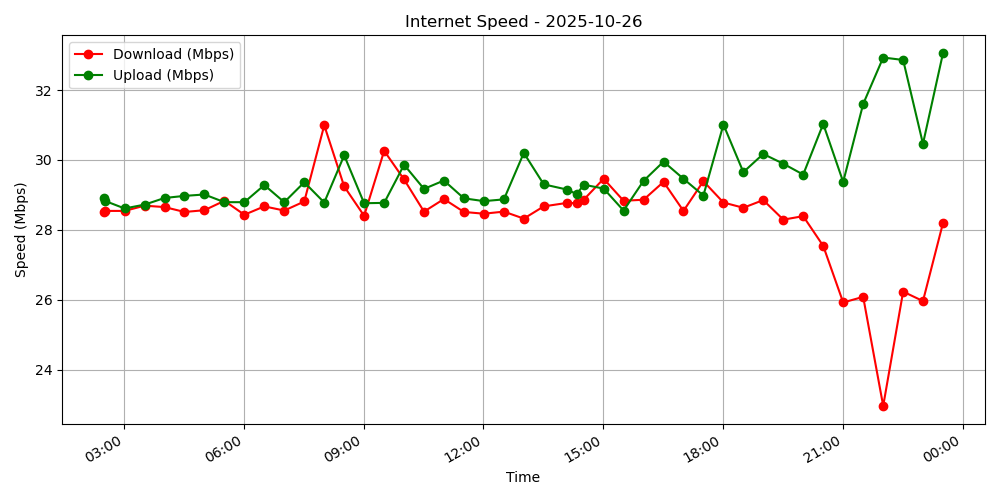 Internet Speed - 2025-10-26
Download (Mbps)
Upload (Mbps)
Speed (Mbps)
32
30
28
26
24
03:00
06:00
09:00
12:00
15:00
18:00
21:00
00:00
Time